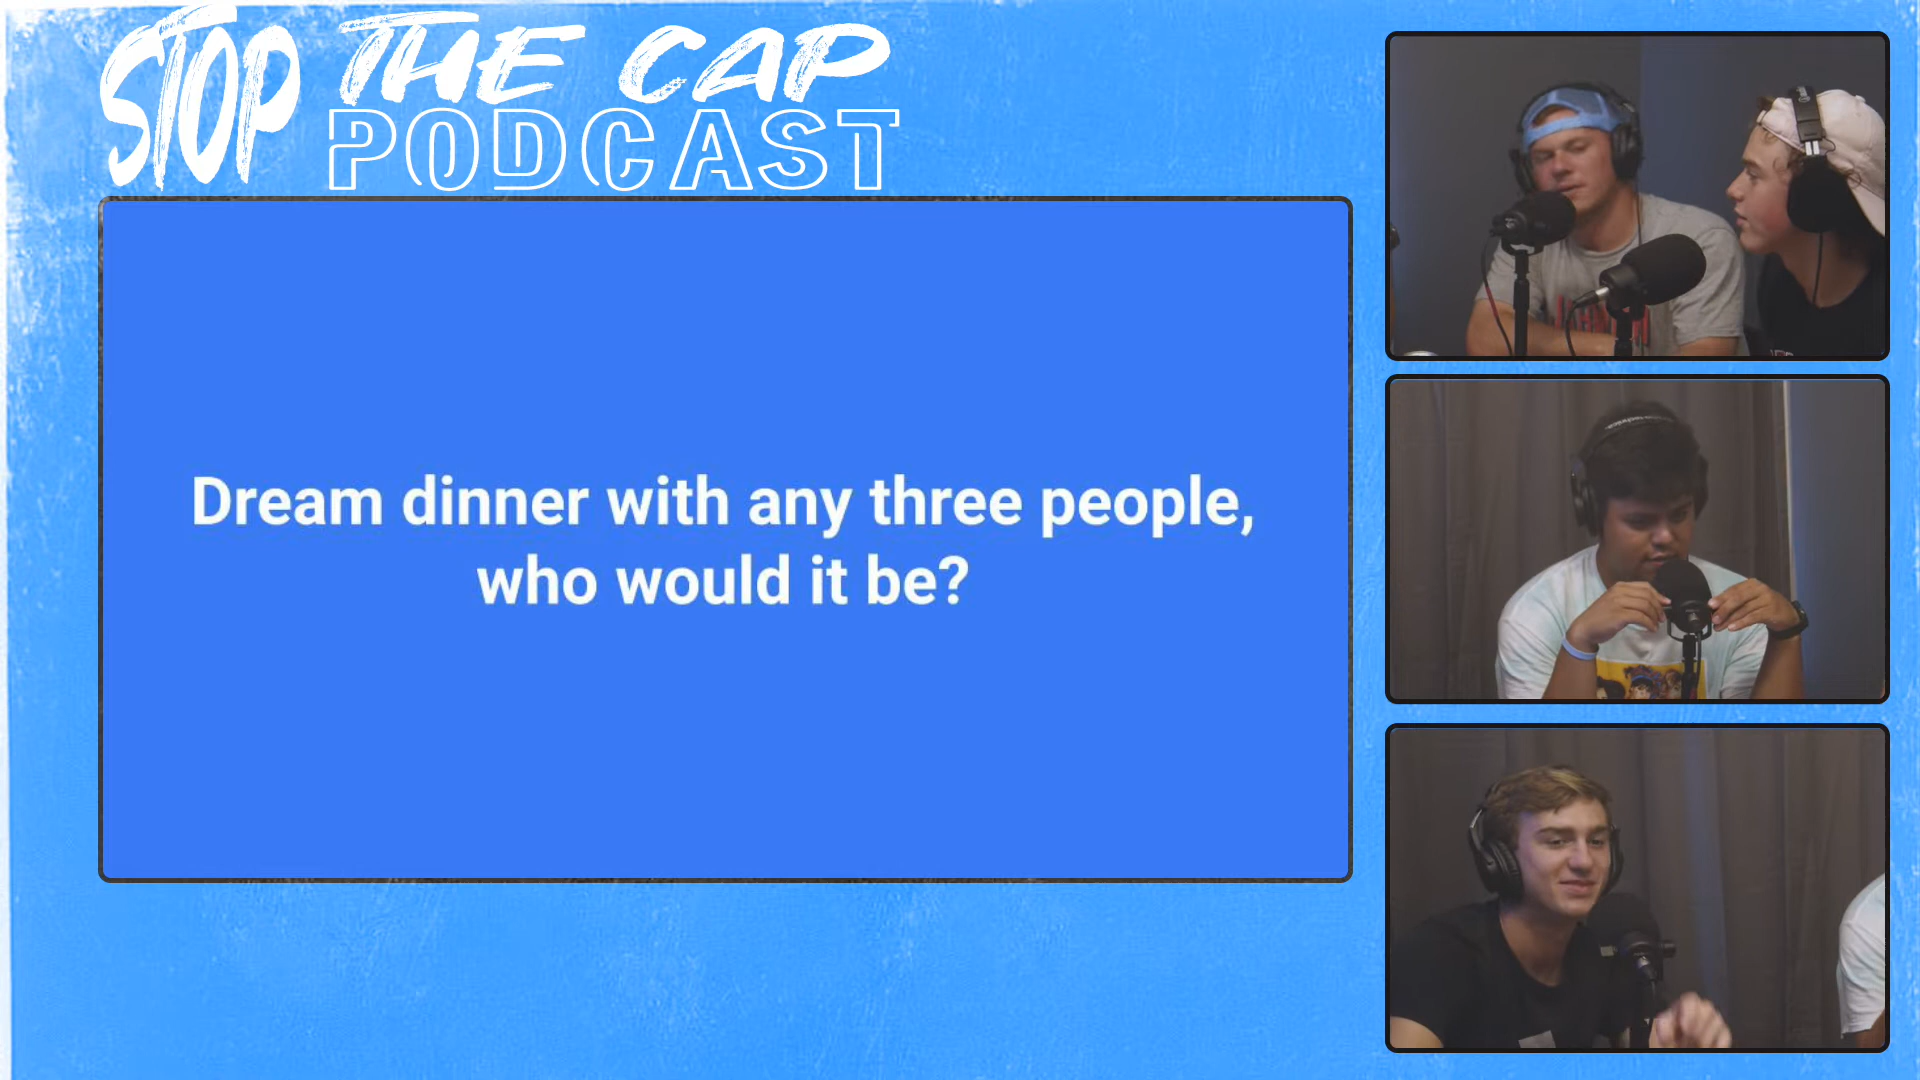 STOP THE CAP
PODCAST
Dream dinner with any three people,
who would it be?